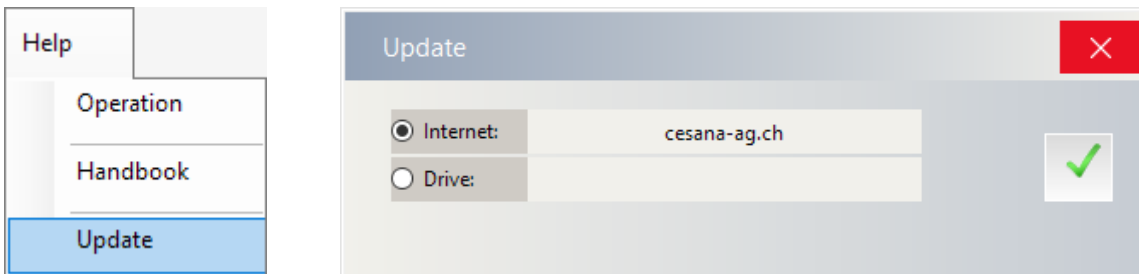 Help
Operation
Handbook
Update
Update
Internet: cesana-ag.ch
Drive: